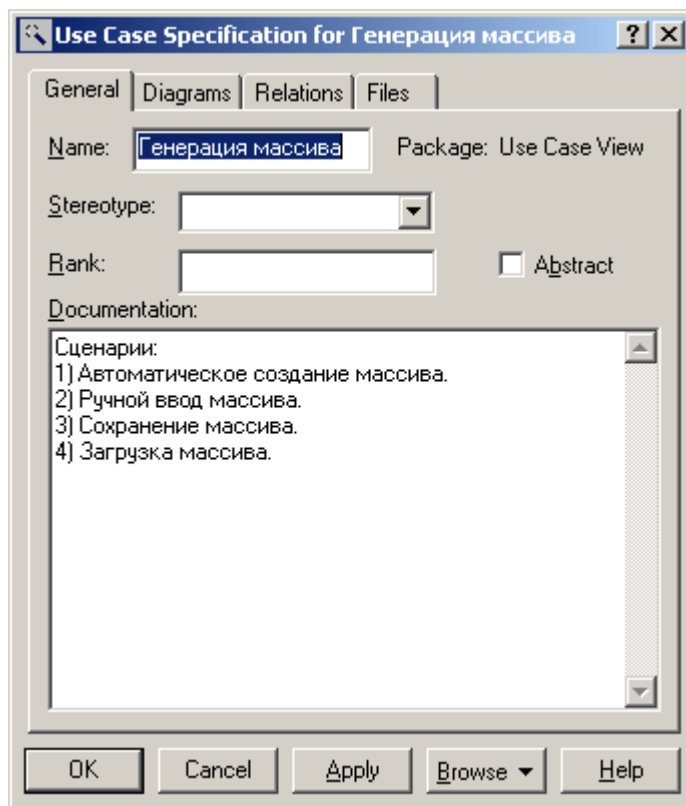 Use Case Specification for Генерация массива
General Diagrams Relations Files
Name: Генерация массива Package: Use Case View
Stereotype:
Rank: Abstract
Documentation:
Сценарии:
1) Автоматическое создание массива.
2) Ручной ввод массива.
3) Сохранение массива.
4) Загрузка массива.
OK Cancel Apply Browse Help